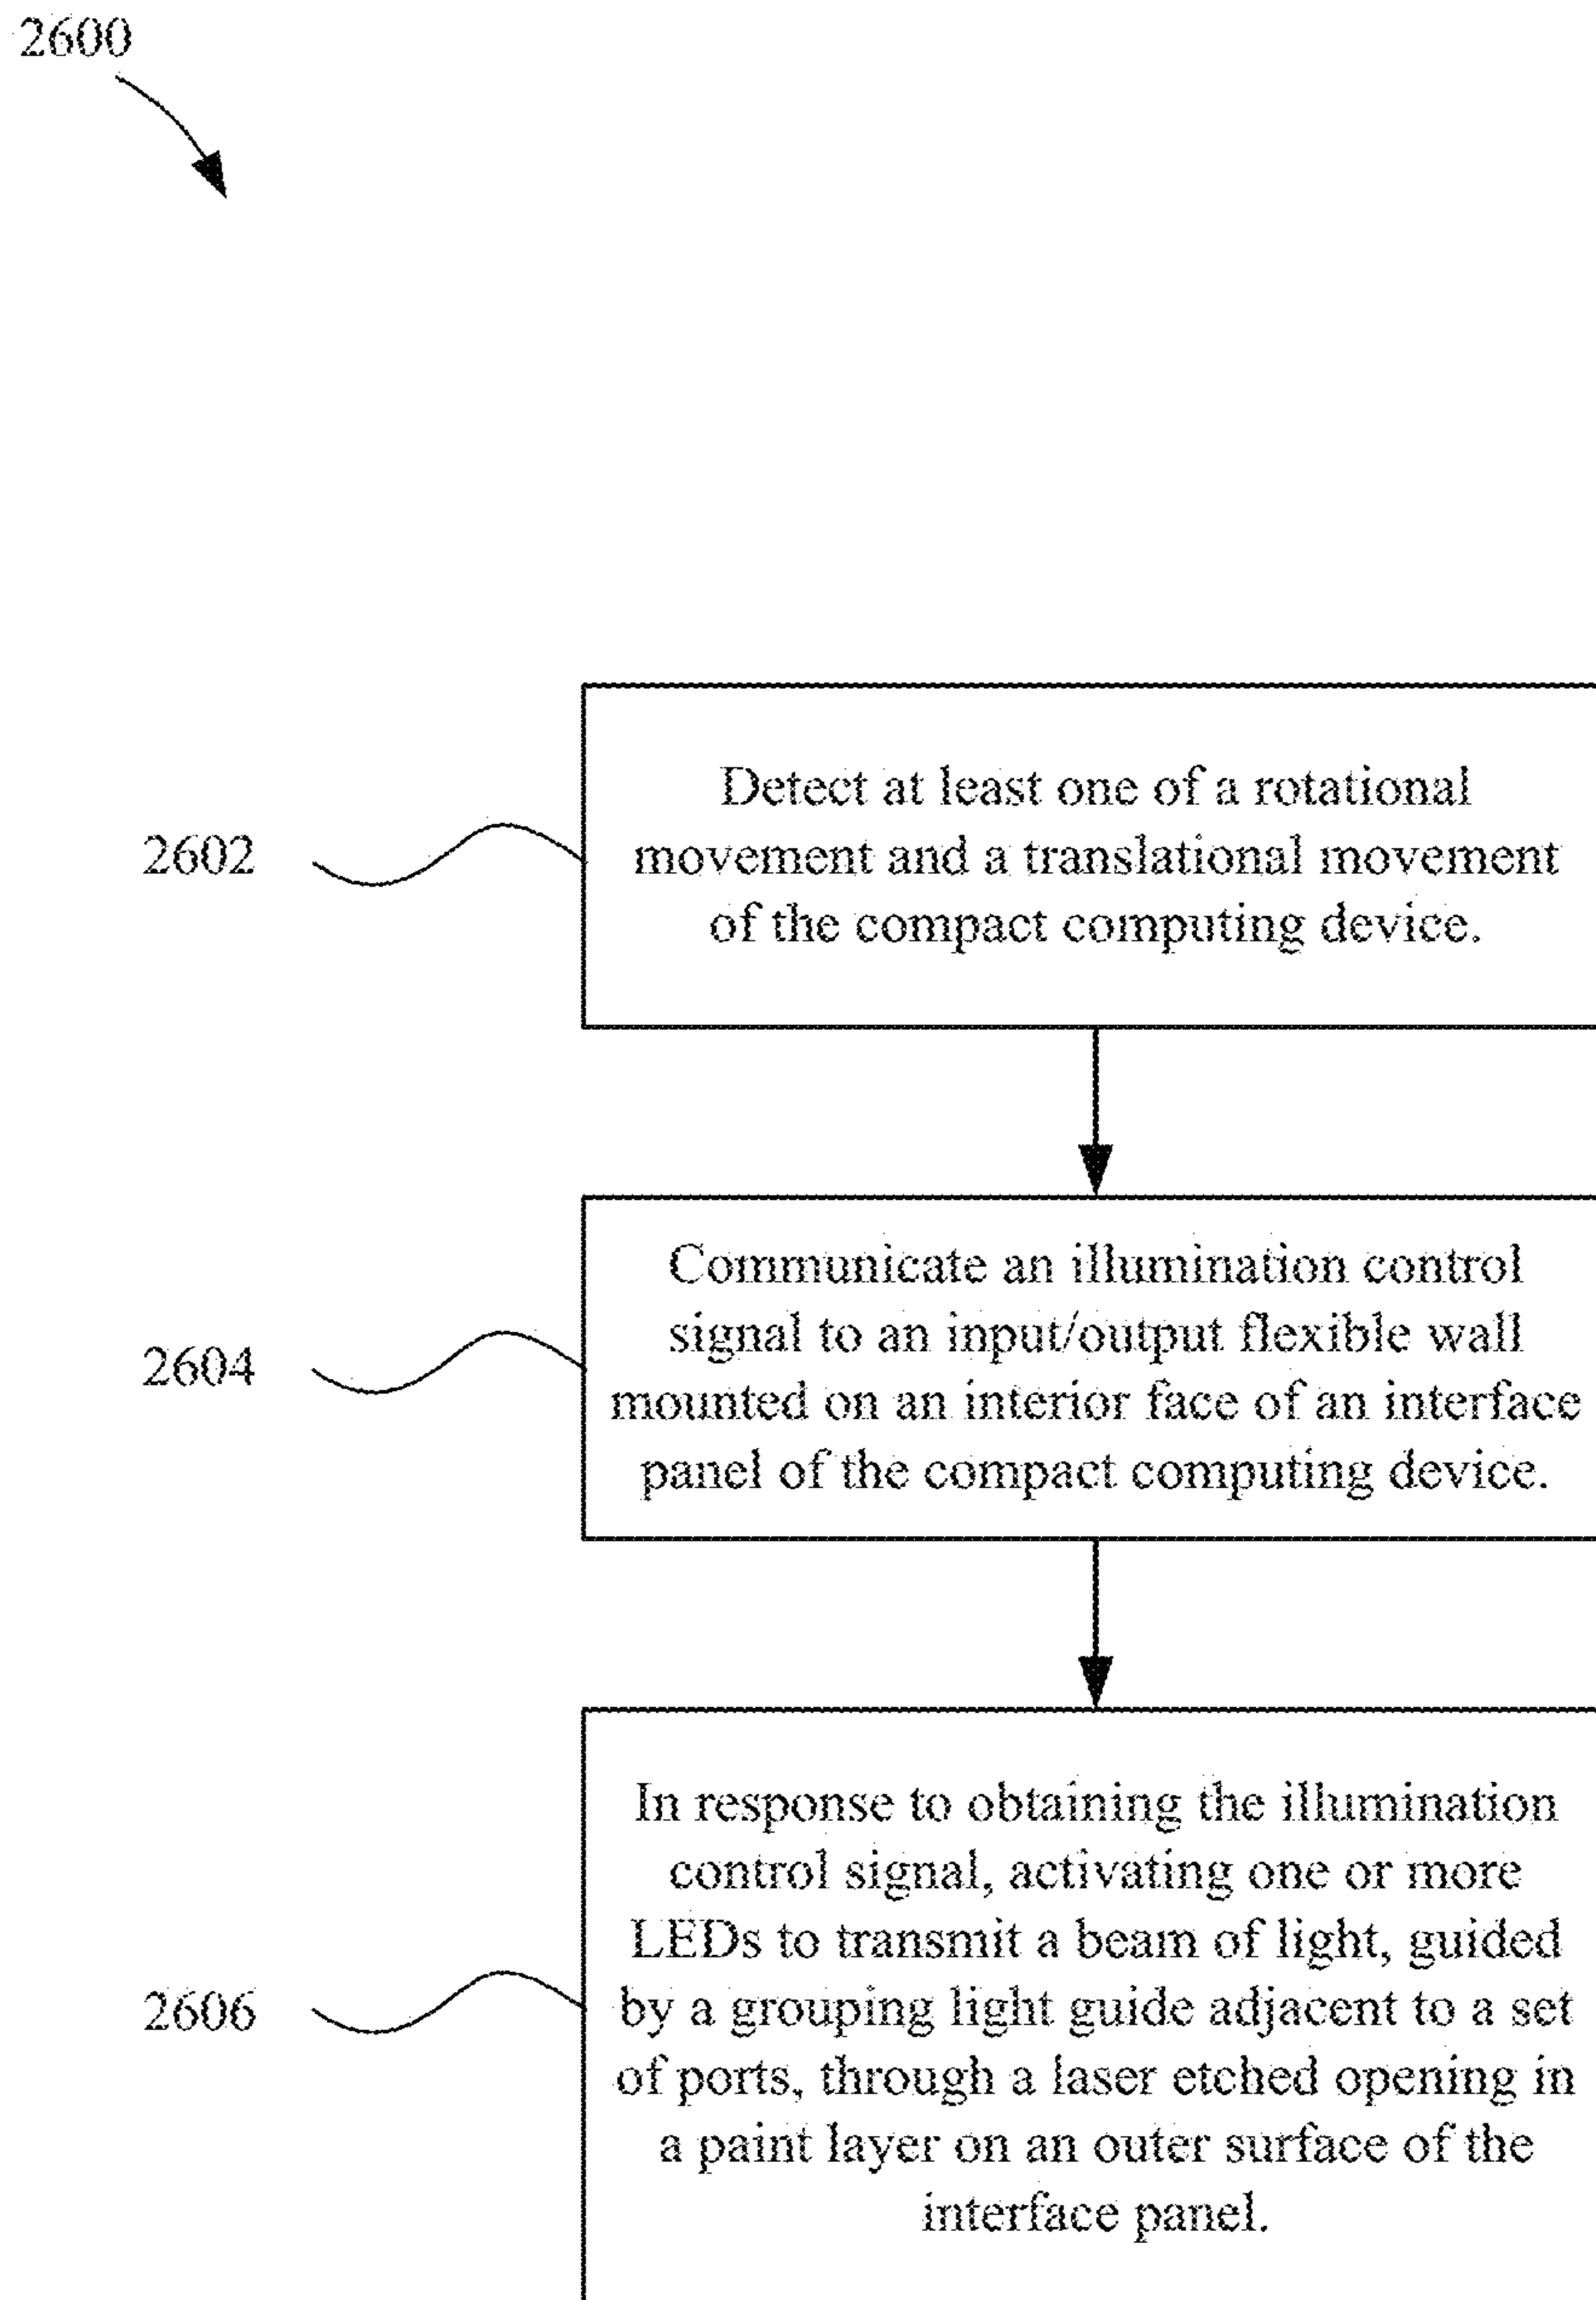 2600
Detect at least one of a rotational
movement and a translational movement
of the compact computing device.
2602
Communicate an illumination control
signal to an input/output flexible wall
mounted on an interior face of an interface
panel of the compact computing device.
2604
In response to obtaining the illumination
control signal, activating one or more
LEDs to transmit a beam of light, guided
by a grouping light guide adjacent to a set
of ports, through a laser etched opening in
a paint layer on an outer surface of the
interface panel.
2606